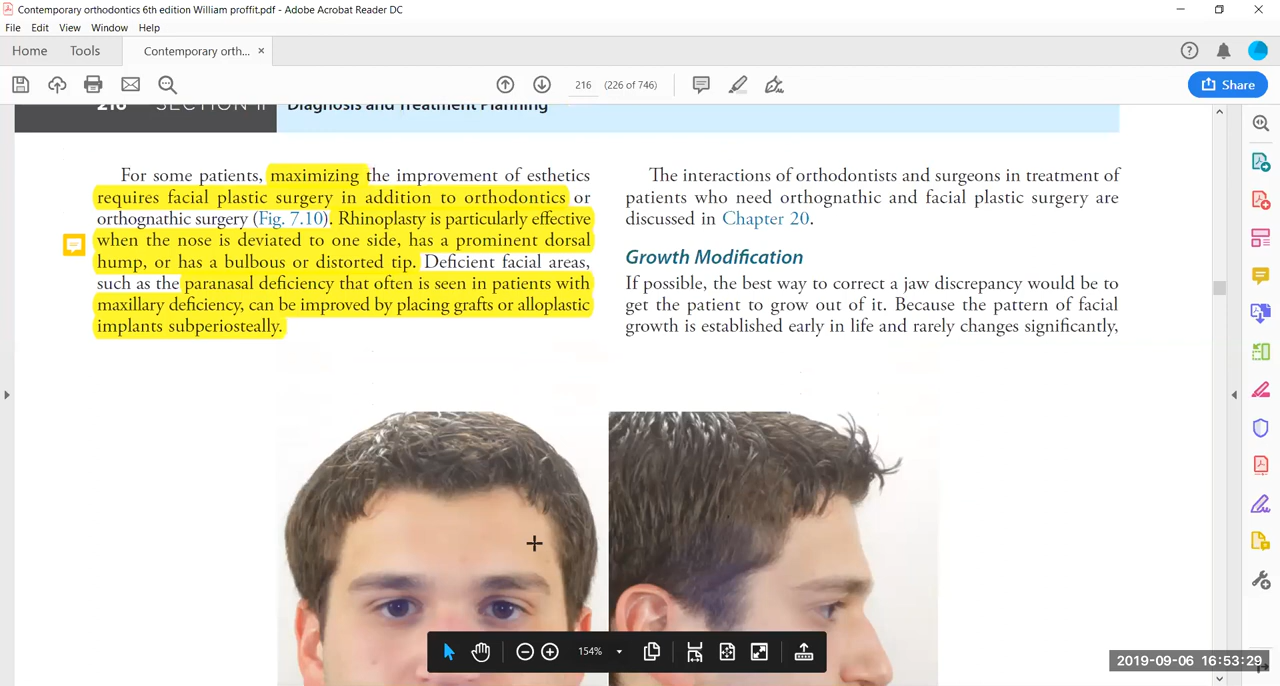 Contemporary orthodontics 6th edition William proffit.pdf - Adobe Acrobat Reader DC
File Edit View Window Help
Home Tools Contemporary orth... ×
216 (226 of 746)
Share
216 SECTION II Diagnosis and Treatment Planning
For some patients, maximizing the improvement of esthetics
requires facial plastic surgery in addition to orthodontics or
orthognathic surgery (Fig. 7.10). Rhinoplasty is particularly effective
when the nose is deviated to one side, has a prominent dorsal
hump, or has a bulbous or distorted tip. Deficient facial areas,
such as the paranasal deficiency that often is seen in patients with
maxillary deficiency, can be improved by placing grafts or alloplastic
implants subperiosteally.
The interactions of orthodontists and surgeons in treatment of
patients who need orthognathic and facial plastic surgery are
discussed in Chapter 20.
Growth Modification
If possible, the best way to correct a jaw discrepancy would be to
get the patient to grow out of it. Because the pattern of facial
growth is established early in life and rarely changes significantly,
154%
2019-09-06 16:53:29